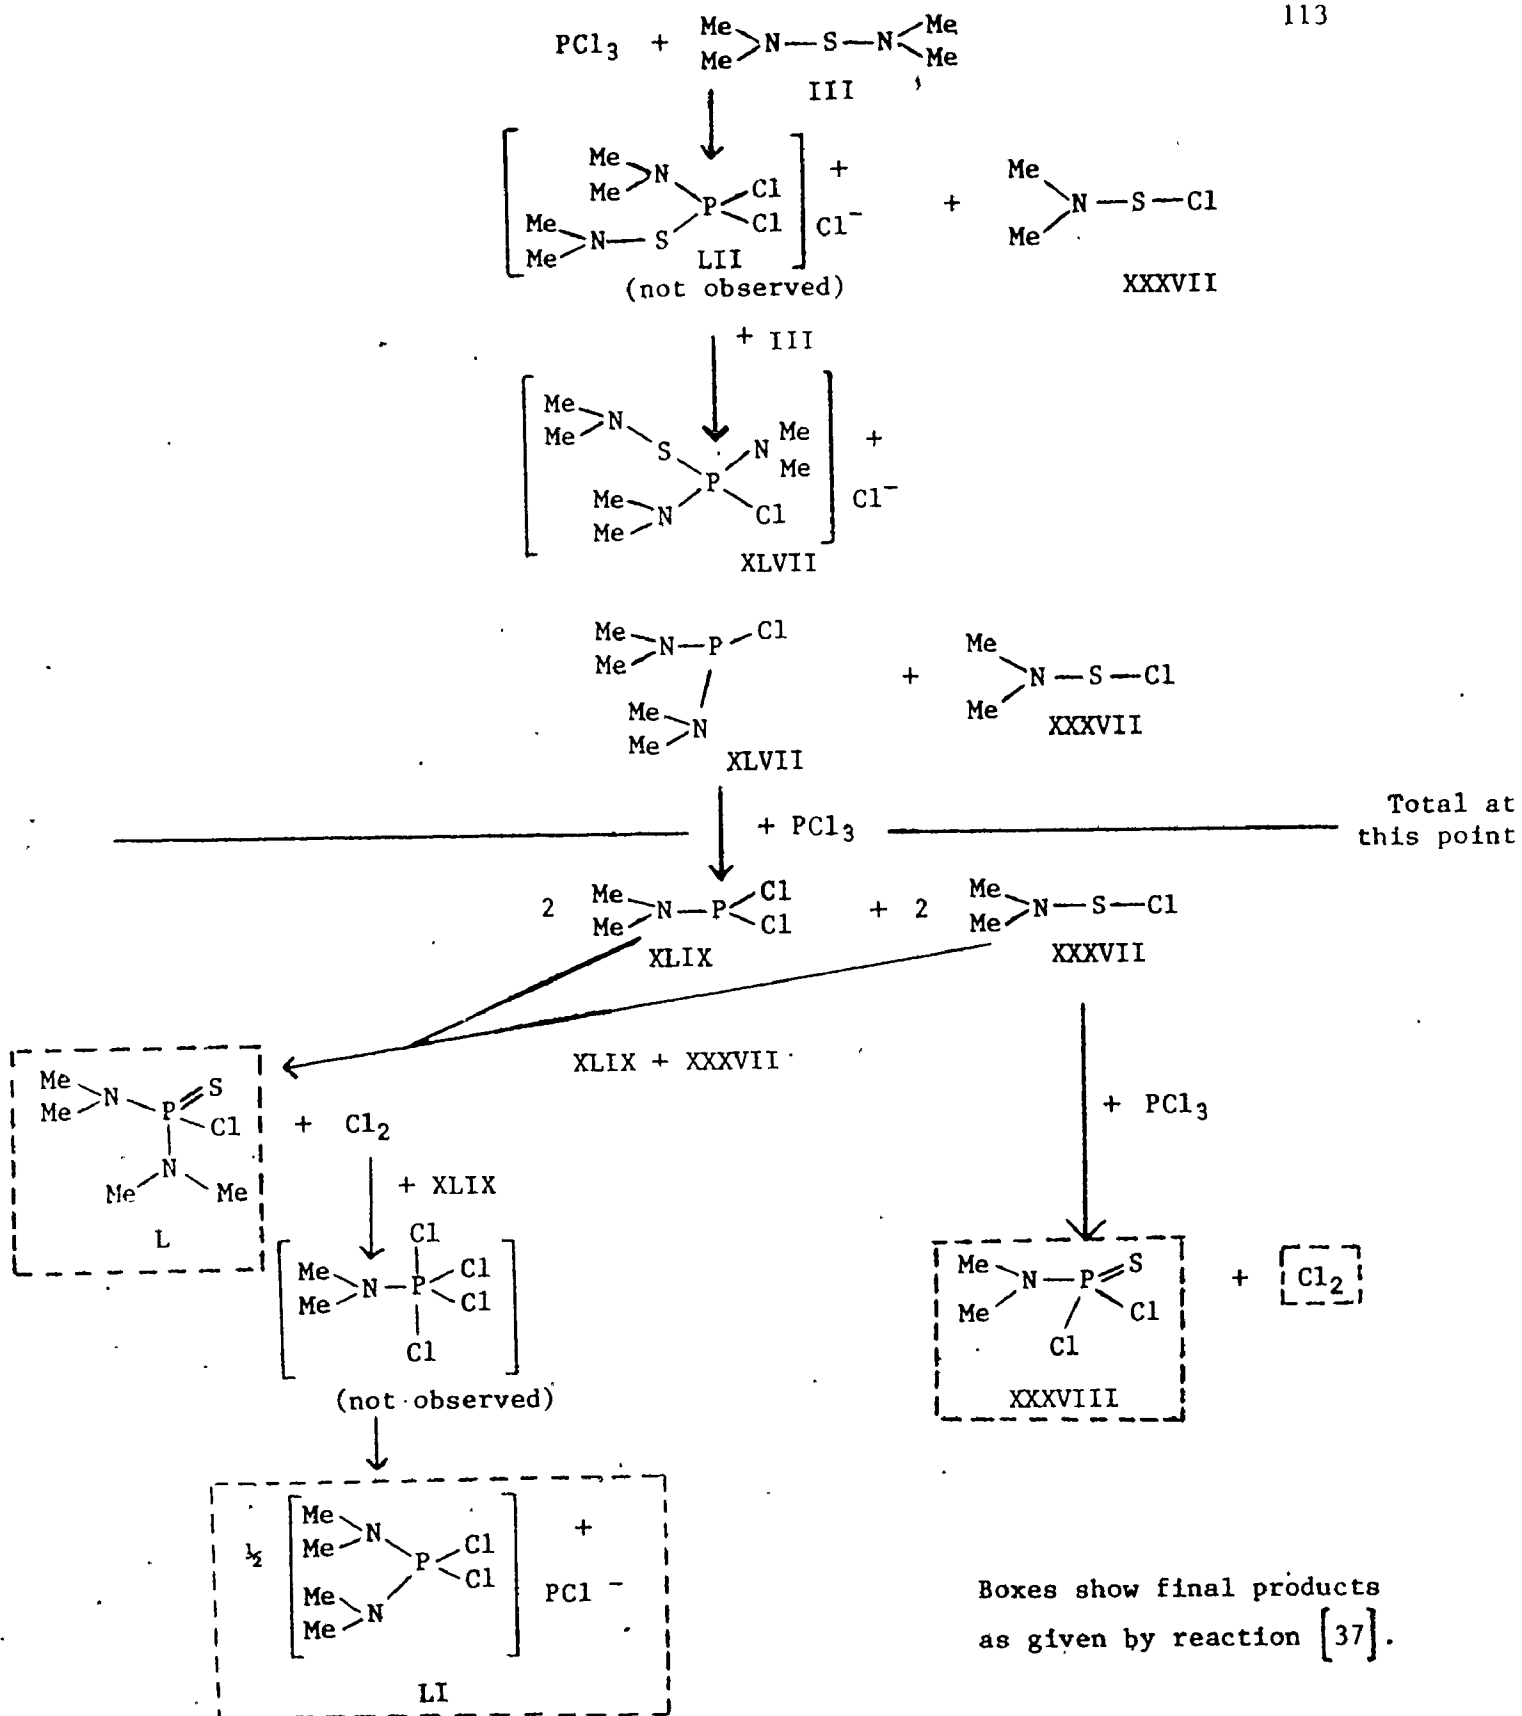 113
PCl3 + Me Me N—S—N Me Me
III
Me Me N P Cl Cl + Cl−
Me Me N—S
LII
(not observed)
+ Me Me N—S—Cl
XXXVII
+ III
Me Me N S P N Me Me + Cl−
Me Me N Cl
XLVII
Me Me N—P Cl
Me Me N
XLVII
+ Me Me N—S—Cl
XXXVII
Total at
this point
+ PCl3
2 Me Me N—P Cl Cl + 2 Me Me N—S—Cl
XLIX
XXXVII
XLIX + XXXVII
Me Me N P S Cl
N
Me Me
L
+ Cl2
+ PCl3
+ XLIX
Cl
Me Me N—P Cl Cl
Cl
(not observed)
Me Me N—P S Cl
Cl
XXXVIII
+ Cl2
½ Me Me N P Cl Cl + PCl −
Me Me N
LI
Boxes show final products
as given by reaction [37].